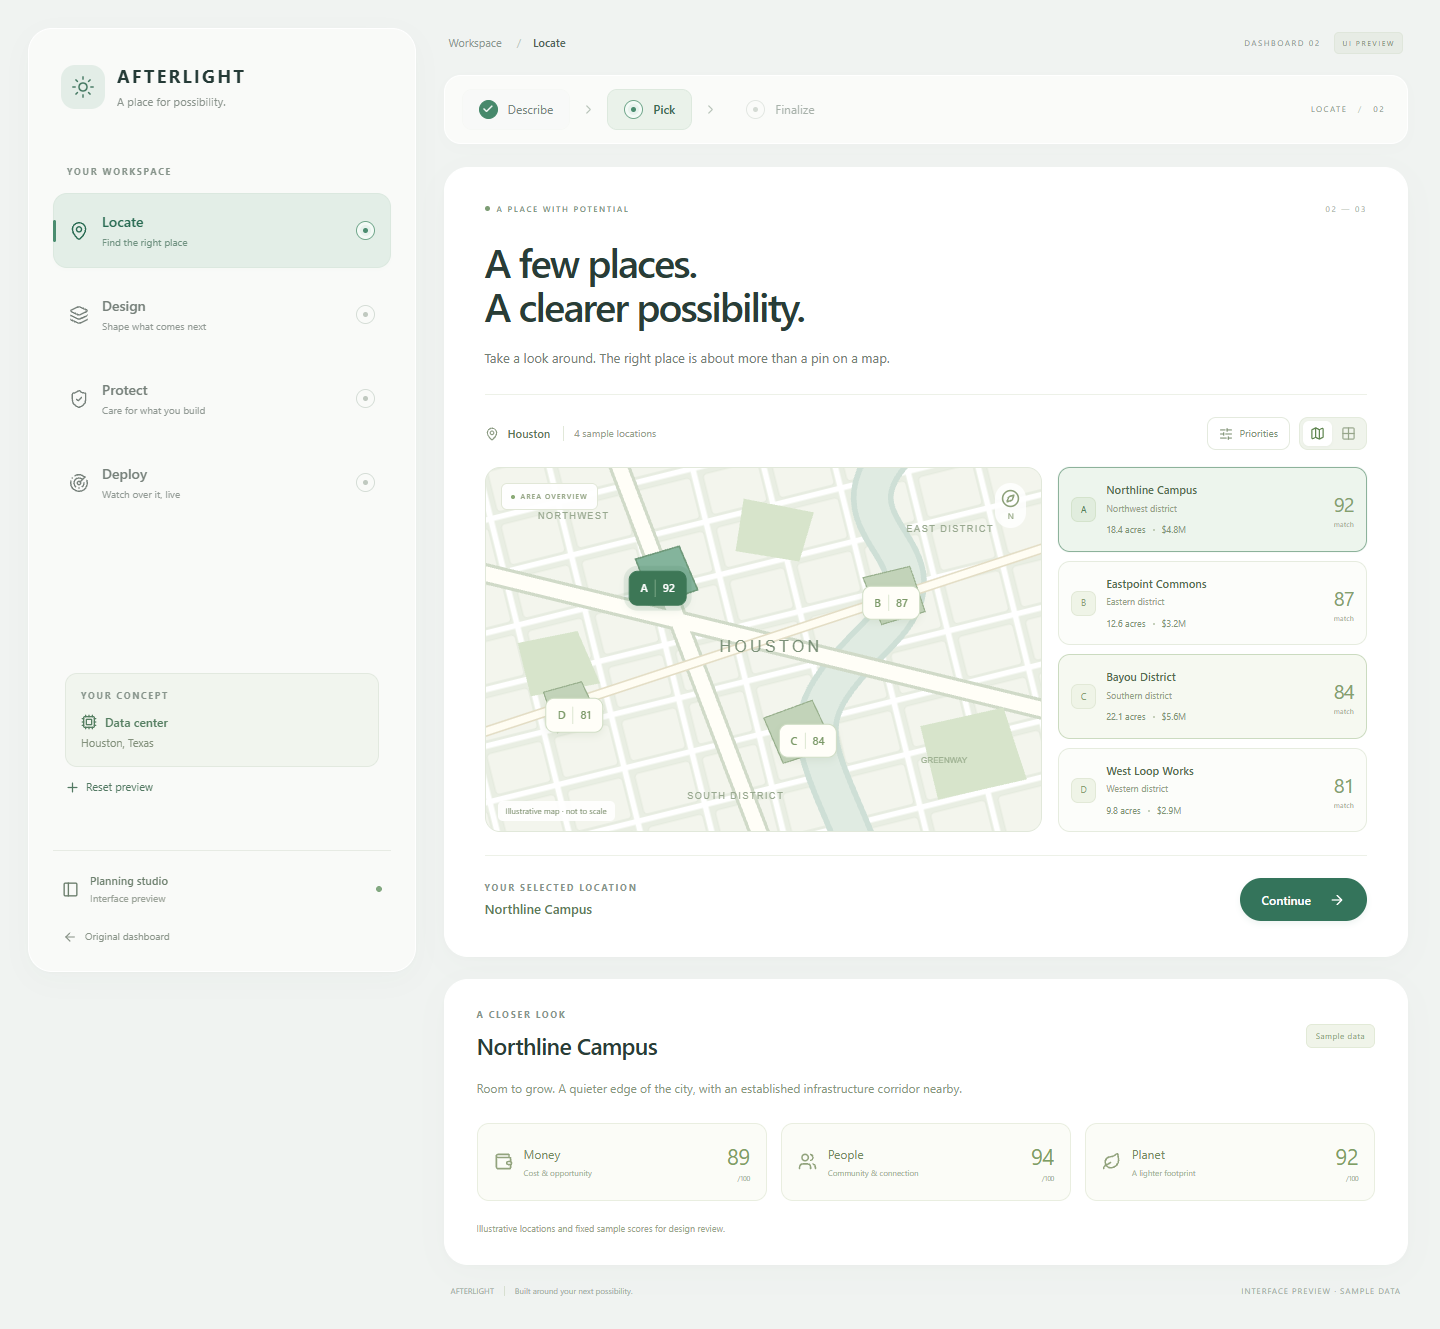 AFTERLIGHT
A place for possibility.
YOUR WORKSPACE
Locate
Find the right place
Design
Shape what comes next
Protect
Care for what you build
Deploy
Watch over it, live
YOUR CONCEPT
Data center
Houston, Texas
Reset preview
Planning studio
Interface preview
Original dashboard
Workspace / Locate
DASHBOARD 02
UI PREVIEW
Describe
Pick
Finalize
LOCATE / 02
A PLACE WITH POTENTIAL
02 — 03
A few places.
A clearer possibility.
Take a look around. The right place is about more than a pin on a map.
Houston
4 sample locations
Priorities
AREA OVERVIEW
NORTHWEST
EAST DISTRICT
N
A 92
B 87
HOUSTON
D 81
C 84
GREENWAY
SOUTH DISTRICT
Illustrative map · not to scale
A
Northline Campus
Northwest district
18.4 acres · $4.8M
92
match
B
Eastpoint Commons
Eastern district
12.6 acres · $3.2M
87
match
C
Bayou District
Southern district
22.1 acres · $5.6M
84
match
D
West Loop Works
Western district
9.8 acres · $2.9M
81
match
YOUR SELECTED LOCATION
Northline Campus
Continue
A CLOSER LOOK
Northline Campus
Sample data
Room to grow. A quieter edge of the city, with an established infrastructure corridor nearby.
Money
Cost & opportunity
89
/100
People
Community & connection
94
/100
Planet
A lighter footprint
92
/100
Illustrative locations and fixed sample scores for design review.
AFTERLIGHT
Built around your next possibility.
INTERFACE PREVIEW · SAMPLE DATA